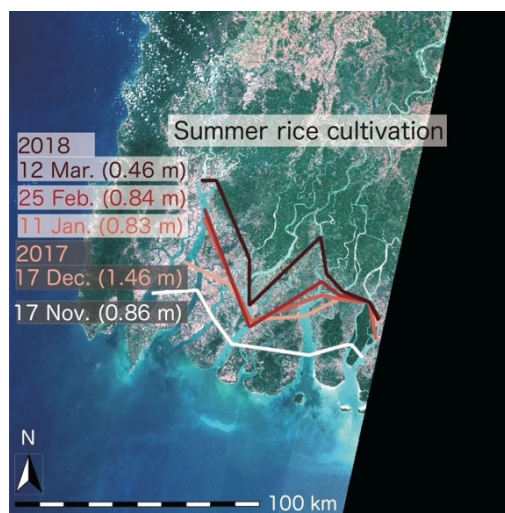 Summer rice cultivation
2018
12 Mar. (0.46 m)
25 Feb. (0.84 m)
11 Jan. (0.83 m)
2017
17 Dec. (1.46 m)
17 Nov. (0.86 m)
N
100 km